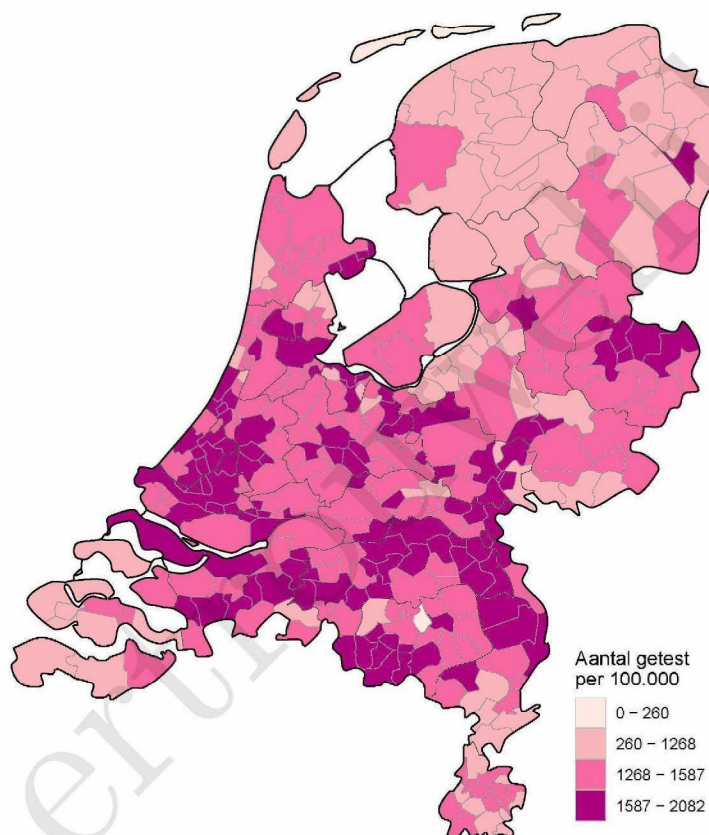 Aantal getest
per 100.000
0 – 260
260 – 1268
1268 – 1587
1587 – 2082